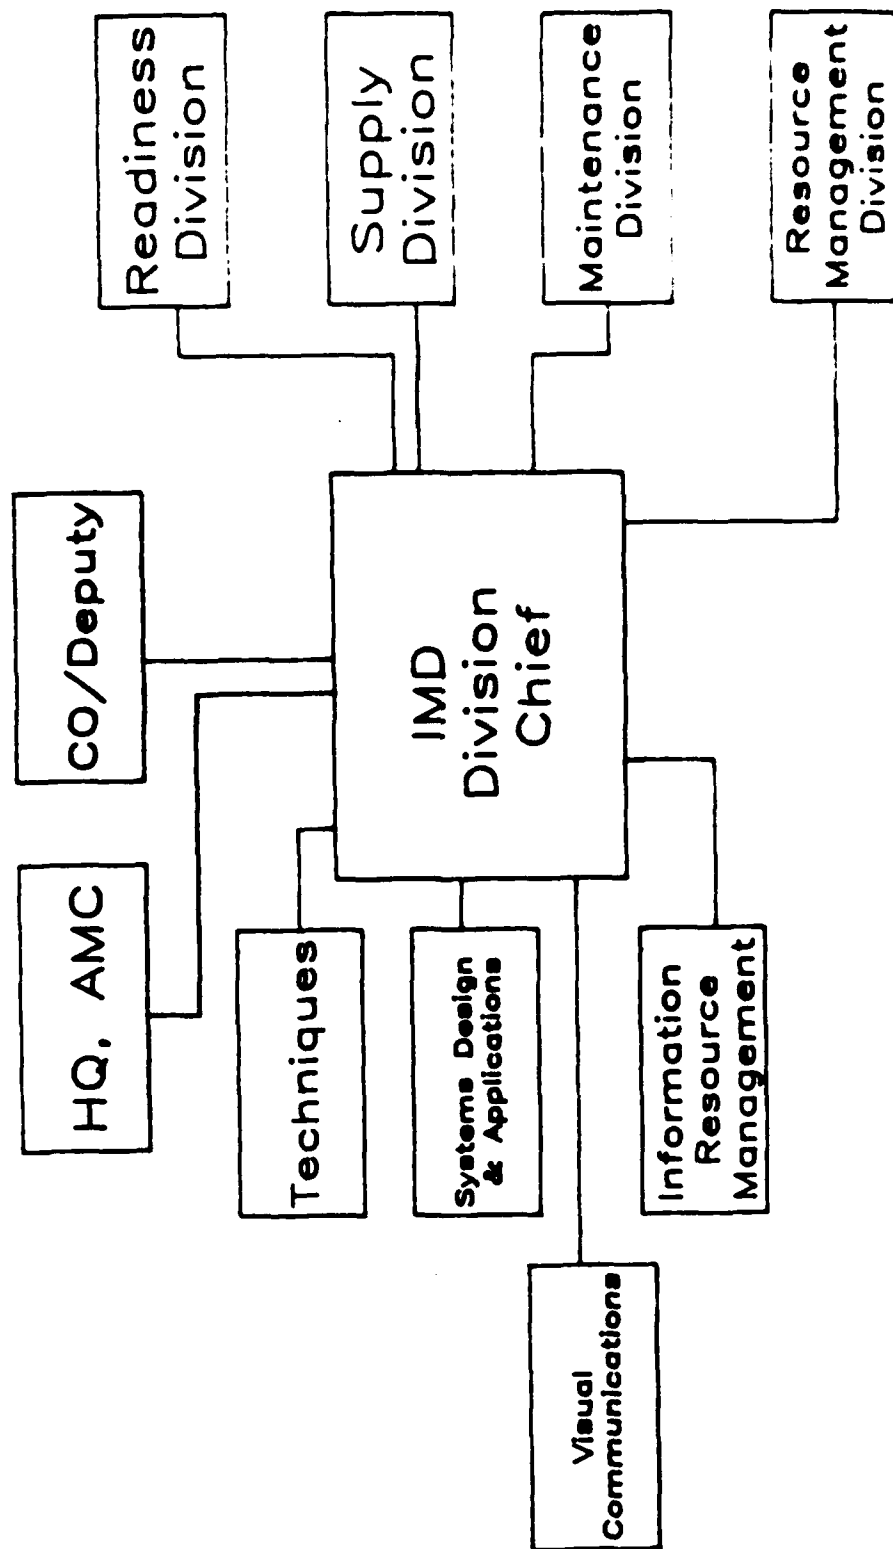 HQ, AMC
CO/Deputy
Readiness
Division
Techniques
Supply
Division
Systems Design
& Applications
IMD
Division
Chief
Maintenance
Division
Visual
Communications
Information
Resource
Management
Resource
Management
Division